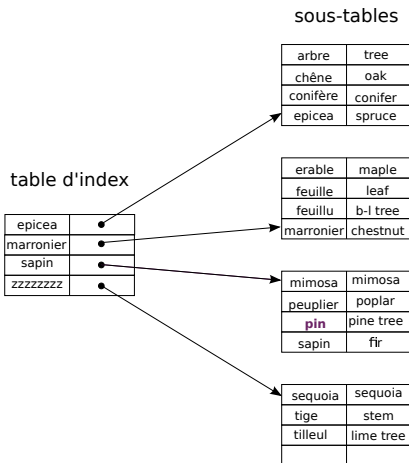 sous-tables
arbre tree
chêne oak
conifère conifer
epicea spruce
erable maple
feuille leaf
feuillu b-l tree
marronier chestnut
mimosa mimosa
peuplier poplar
pin pine tree
sapin fir
sequoia sequoia
tige stem
tilleul lime tree
table d'index
epicea
marronier
sapin
zzzzzzzz